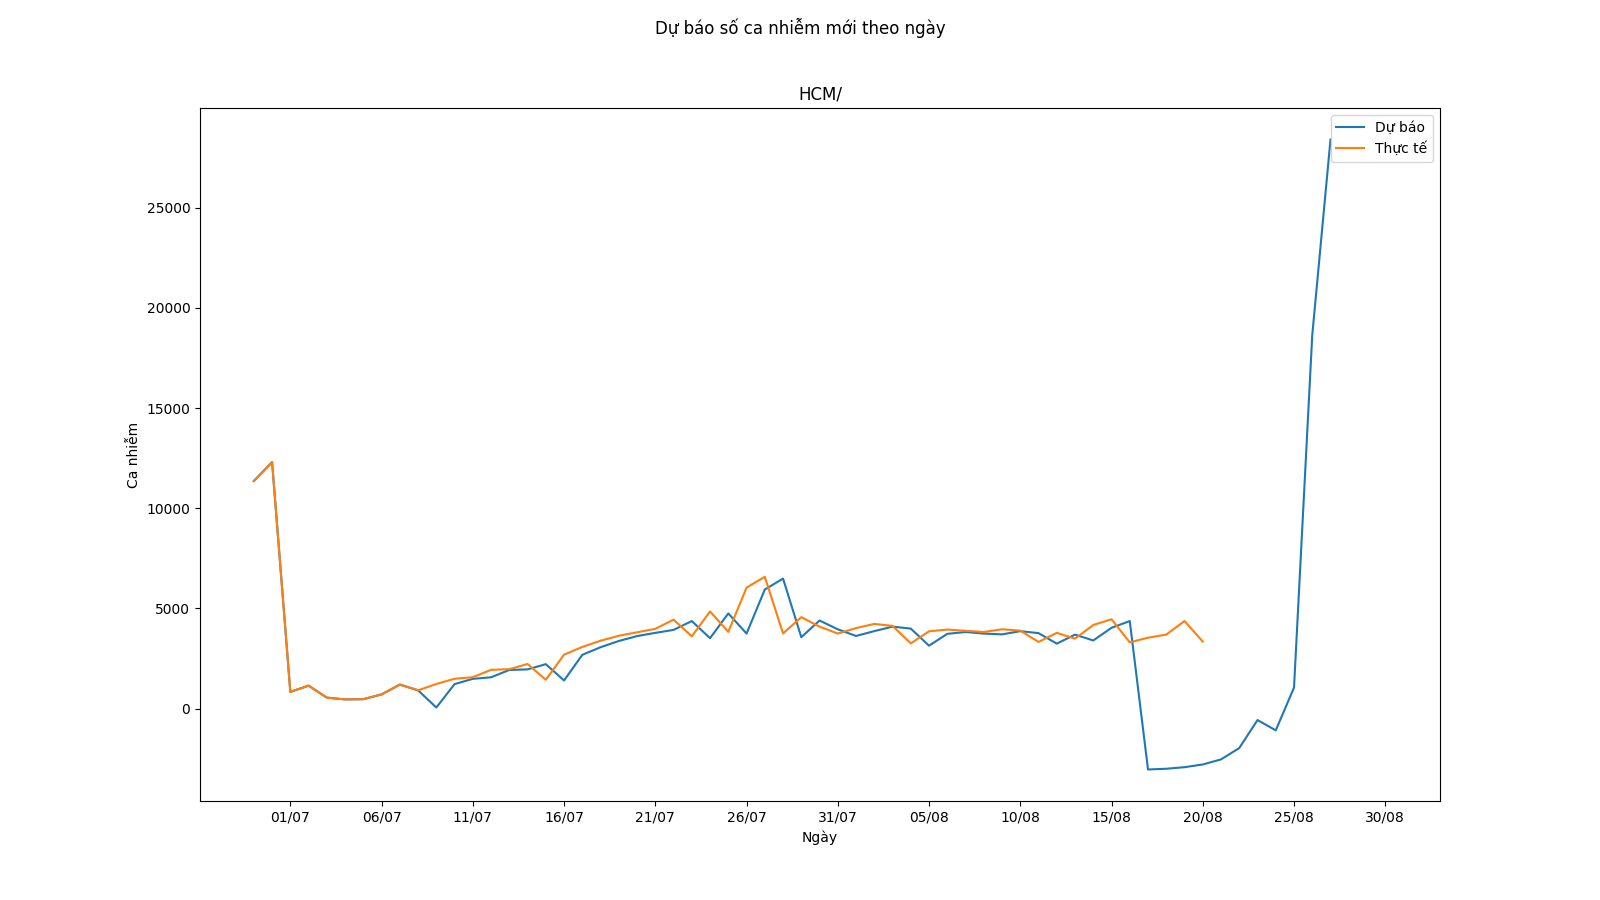 Dự báo số ca nhiễm mới theo ngày
HCM/
Dự báo
Thực tế
25000
20000
15000
10000
5000
0
Ca nhiễm
01/07 06/07 11/07 16/07 21/07 26/07 31/07 05/08 10/08 15/08 20/08 25/08 30/08
Ngày